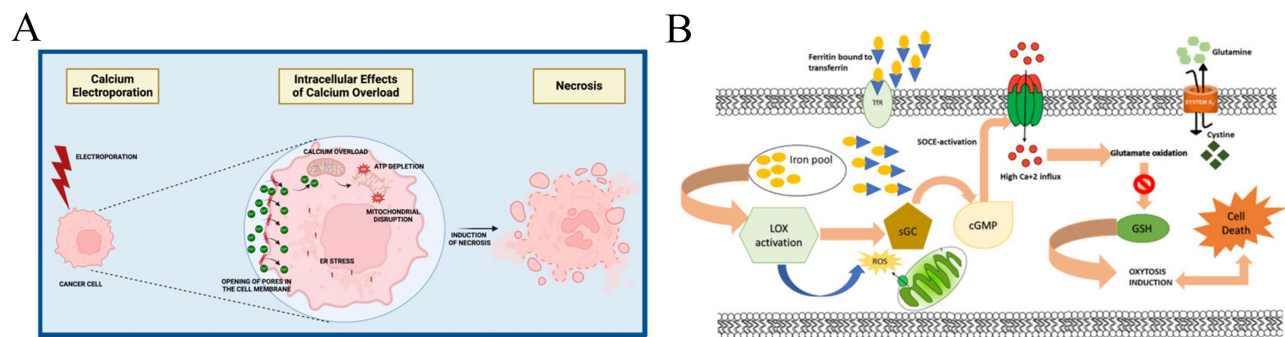 A
Calcium
Electroporation
Intracellular Effects
of Calcium Overload
Necrosis
ELECTROPORATION
CALCIUM OVERLOAD
ATP DEPLETION
MITOCHONDRIAL
DISRUPTION
ER STRESS
OPENING OF PORES IN
THE CELL MEMBRANE
CANCER CELL
INDUCTION
OF NECROSIS
B
Ferritin bound to
transferrin
TfR
Glutamine
SYSTEM
Cystine
SOCE-activation
High Ca+2 influx
Glutamate oxidation
Iron pool
LOX
activation
sGC
cGMP
ROS
GSH
Cell
Death
OXYTOSIS
INDUCTION